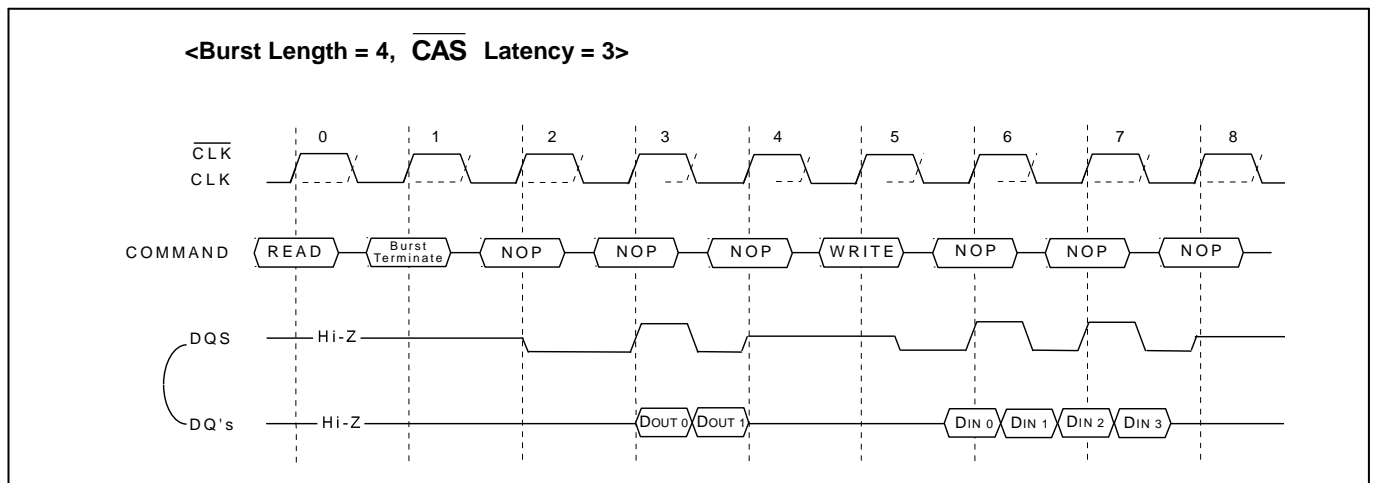 <Burst Length = 4, CAS Latency = 3>
0 1 2 3 4 5 6 7 8
CLK
CLK
COMMAND READ Burst Terminate NOP NOP NOP WRITE NOP NOP NOP
DQS Hi-Z
DQ's Hi-Z DOUT 0 DOUT 1 DIN 0 DIN 1 DIN 2 DIN 3